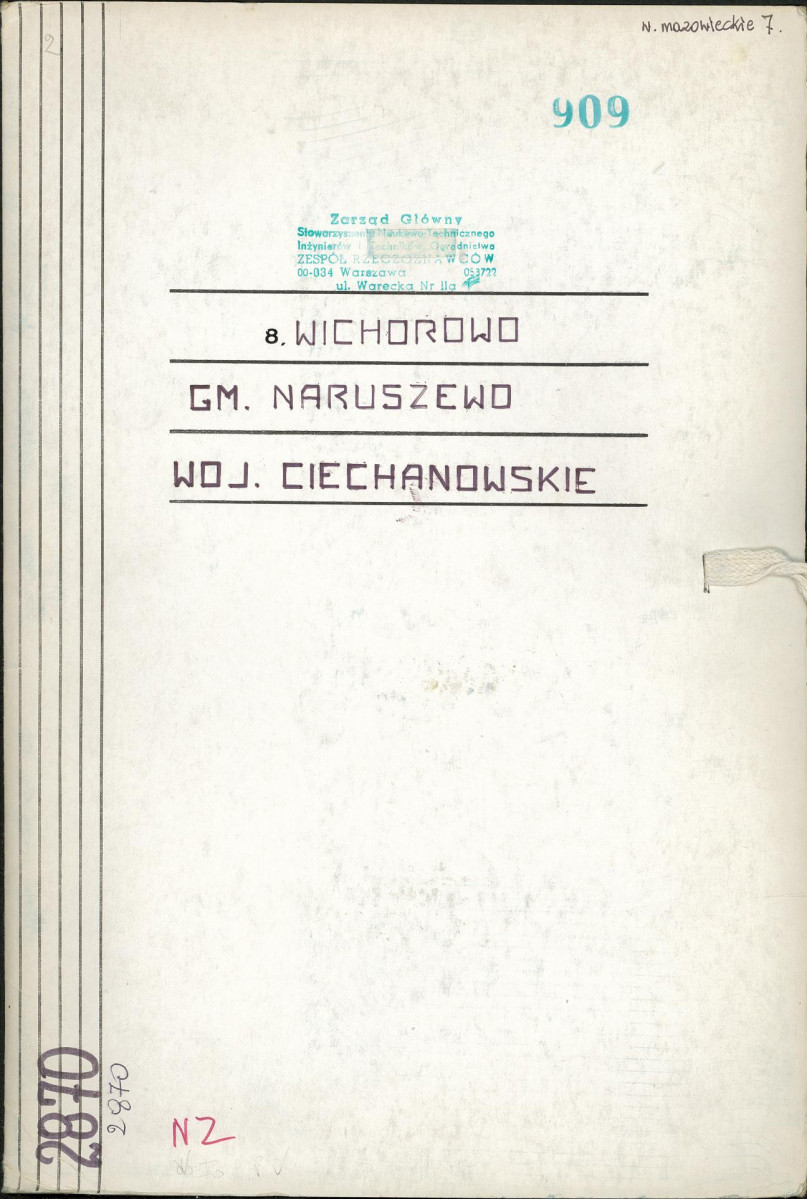 w. mazowieckie 7.
2
909
Zarząd Główny
Stowarzyszenia Naukowo-Technicznego
Inżynierów i Techników Ogrodnictwa
ZESPÓŁ RZECZOZNAWCÓW
00-034 Warszawa 053722
ul. Warecka Nr 11a
8. WICHOROWO
GM. NARUSZEWO
WOJ. CIECHANOWSKIE
2870
2870
NZ